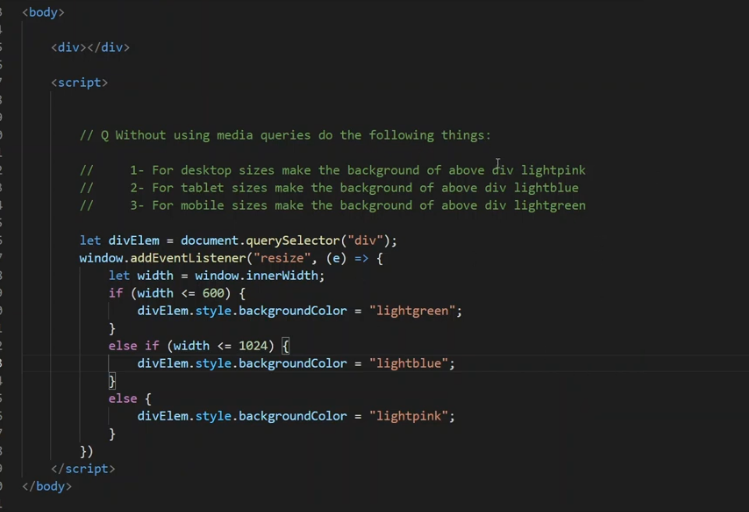 <body>
<div></div>
<script>
// Q Without using media queries do the following things:
//     1- For desktop sizes make the background of above div lightpink
//     2- For tablet sizes make the background of above div lightblue
//     3- For mobile sizes make the background of above div lightgreen
let divElem = document.querySelector("div");
window.addEventListener("resize", (e) => {
let width = window.innerWidth;
if (width <= 600) {
divElem.style.backgroundColor = "lightgreen";
}
else if (width <= 1024) {
divElem.style.backgroundColor = "lightblue";
}
else {
divElem.style.backgroundColor = "lightpink";
}
})
</script>
</body>